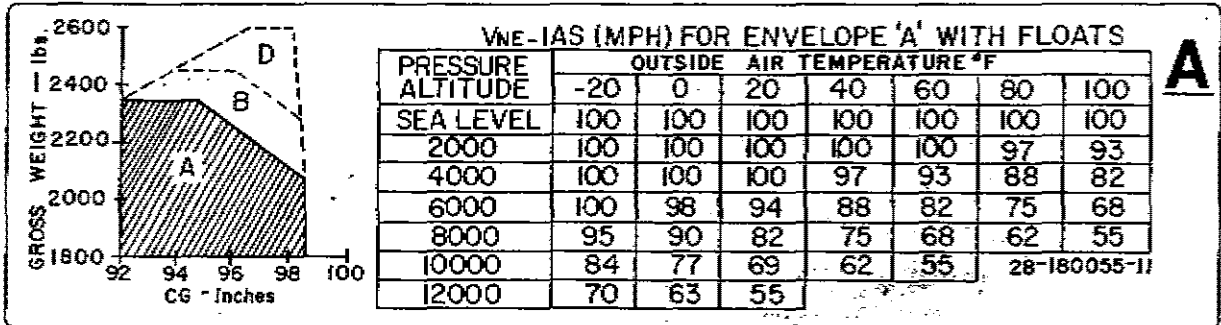 2600
2400
2200
2000
1800
GROSS WEIGHT — lbs.
D
B
A
92 94 96 98 100
CG - Inches
VNE-IAS (MPH) FOR ENVELOPE 'A' WITH FLOATS
A
PRESSURE ALTITUDE OUTSIDE AIR TEMPERATURE °F
-20 0 20 40 60 80 100
SEA LEVEL 100 100 100 100 100 100 100
2000 100 100 100 100 100 97 93
4000 100 100 100 97 93 88 82
6000 100 98 94 88 82 75 68
8000 95 90 82 75 68 62 55
10000 84 77 69 62 55
28-180055-11
12000 70 63 55